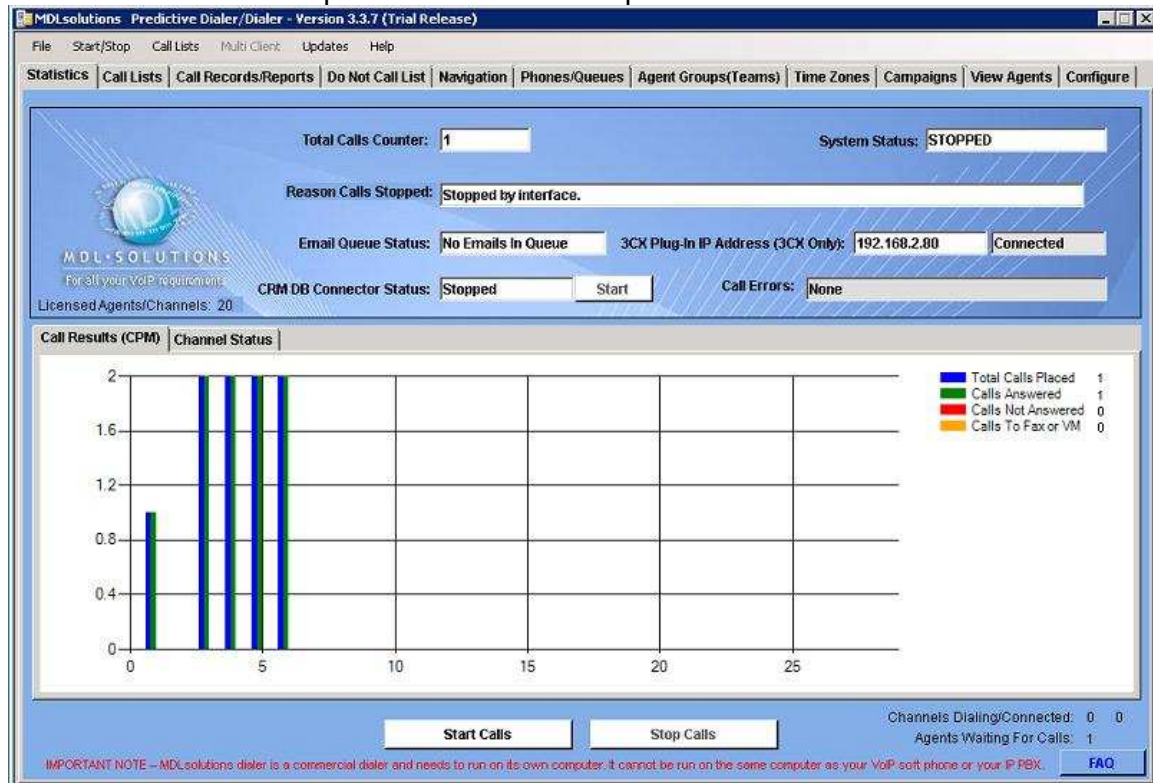 MDLsolutions Predictive Dialer/Dialer - Version 3.3.7 (Trial Release)
File Start/Stop Call Lists Multi Client Updates Help
Statistics Call Lists Call Records/Reports Do Not Call List Navigation Phones/Queues Agent Groups(Teams) Time Zones Campaigns View Agents Configure
Total Calls Counter: 1 System Status: STOPPED
Reason Calls Stopped: Stopped by interface.
Email Queue Status: No Emails In Queue 3CX Plug-In IP Address (3CX Only): 192.168.2.80 Connected
MDL
MDL·SOLUTIONS
For all your VoIP requirements
CRM DB Connector Status: Stopped Start Call Errors: None
Licensed Agents/Channels: 20
Call Results (CPM) Channel Status
2
1.6
1.2
0.8
0.4
0
0 5 10 15 20 25
Total Calls Placed 1
Calls Answered 1
Calls Not Answered 0
Calls To Fax or VM 0
Start Calls Stop Calls
Channels Dialing/Connected: 0 0
Agents Waiting For Calls: 1
IMPORTANT NOTE – MDLsolutions dialer is a commercial dialer and needs to run on its own computer. It cannot be run on the same computer as your VoIP soft phone or your IP PBX.
FAQ